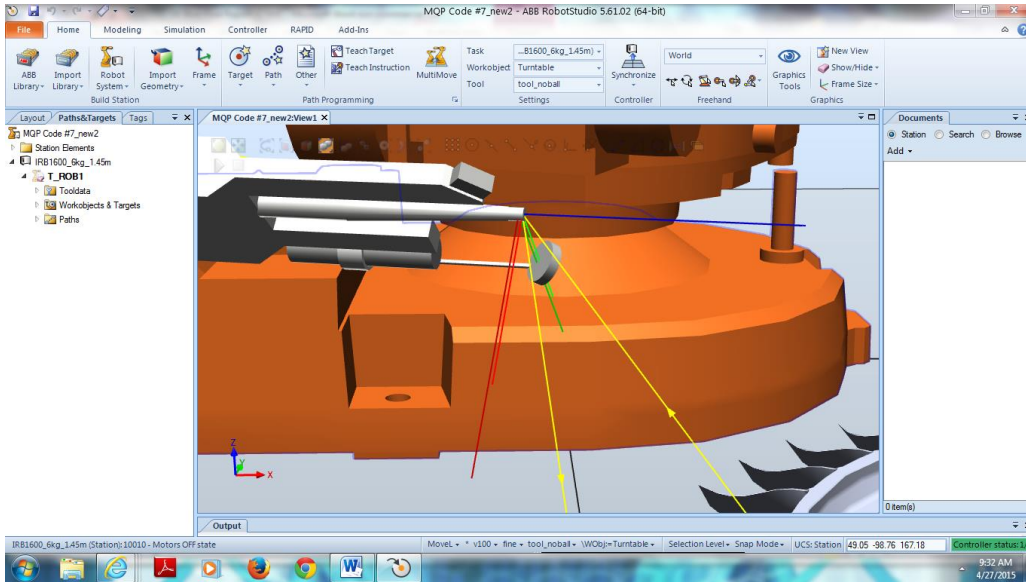 MQP Code #7_new2 - ABB RobotStudio 5.61.02 (64-bit)
File Home Modeling Simulation Controller RAPID Add-Ins
ABB Library Import Library Robot System Import Geometry Frame Target Path Other Teach Target Teach Instruction MultiMove
Task ...B1600_6kg_1.45m)
Workobject Turntable
Tool tool_noball
Synchronize World Graphics Tools New View Show/Hide Frame Size
Build Station Path Programming Settings Controller Freehand Graphics
Layout Paths&Targets Tags
MQP Code #7_new2
Station Elements
IRB1600_6kg_1.45m
T_ROB1
Tooldata
Workobjects & Targets
Paths
MQP Code #7_new2:View1 X
Z
Y
X
Documents
Station Search Browse
Add
0 item(s)
Output
IRB1600_6kg_1.45m (Station): 10010 - Motors OFF state
MoveL * v100 fine tool_noball \WObj:=Turntable Selection Level Snap Mode UCS: Station 49.05 -98.76 167.18 Controller status: 1/
9:32 AM
4/27/2015